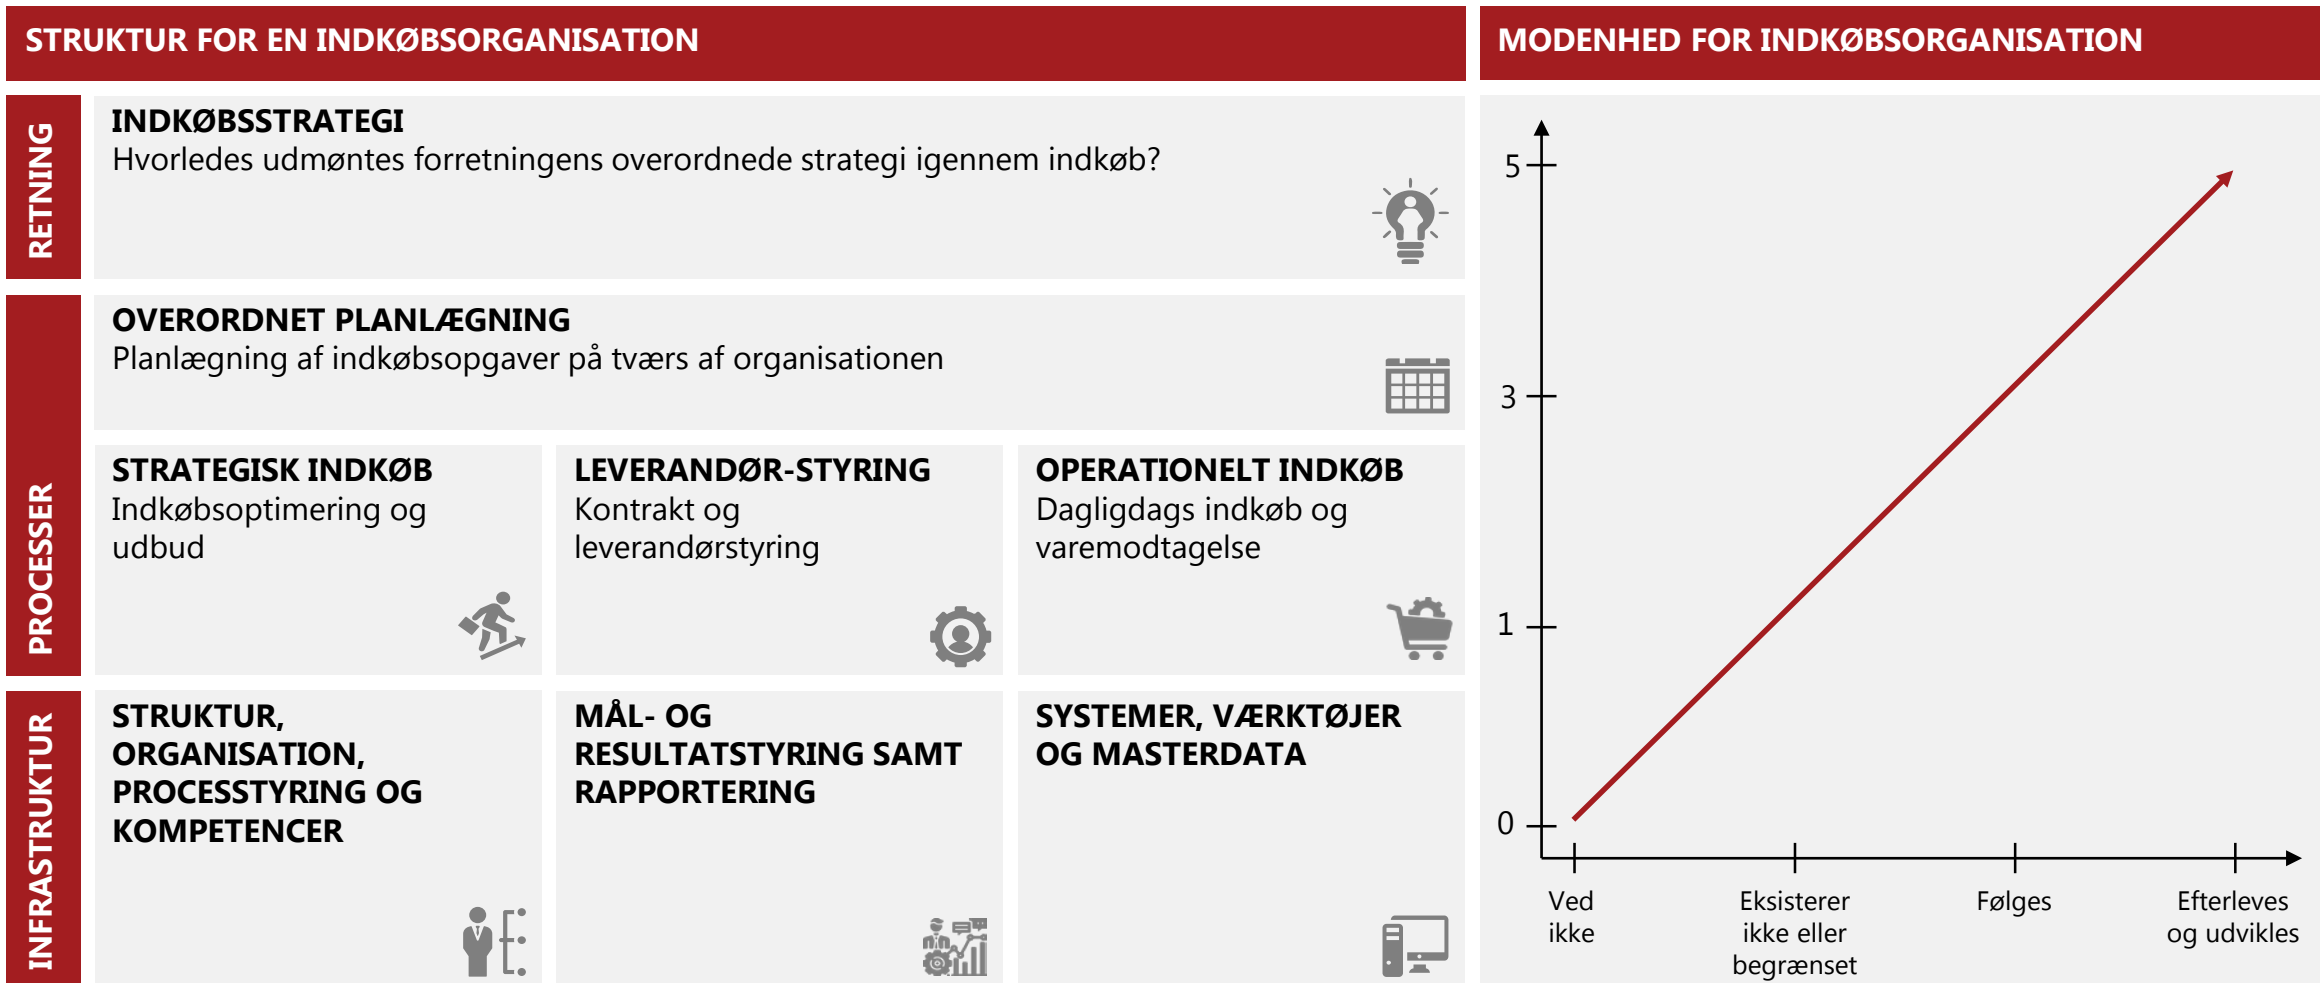 STRUKTUR FOR EN INDKØBSORGANISATION
RETNING
INDKØBSSTRATEGI
Hvorledes udmøntes forretningens overordnede strategi igennem indkøb?
PROCESSER
OVERORDNET PLANLÆGNING
Planlægning af indkøbsopgaver på tværs af organisationen
STRATEGISK INDKØB
Indkøbsoptimering og
udbud
LEVERANDØR-STYRING
Kontrakt og
leverandørstyring
OPERATIONELT INDKØB
Dagligdags indkøb og
varemodtagelse
INFRASTRUKTUR
STRUKTUR,
ORGANISATION,
PROCESSTYRING OG
KOMPETENCER
MÅL- OG
RESULTATSTYRING SAMT
RAPPORTERING
SYSTEMER, VÆRKTØJER
OG MASTERDATA
MODENHED FOR INDKØBSORGANISATION
5
3
1
0
Ved
ikke
Eksisterer
ikke eller
begrænset
Følges
Efterleves
og udvikles